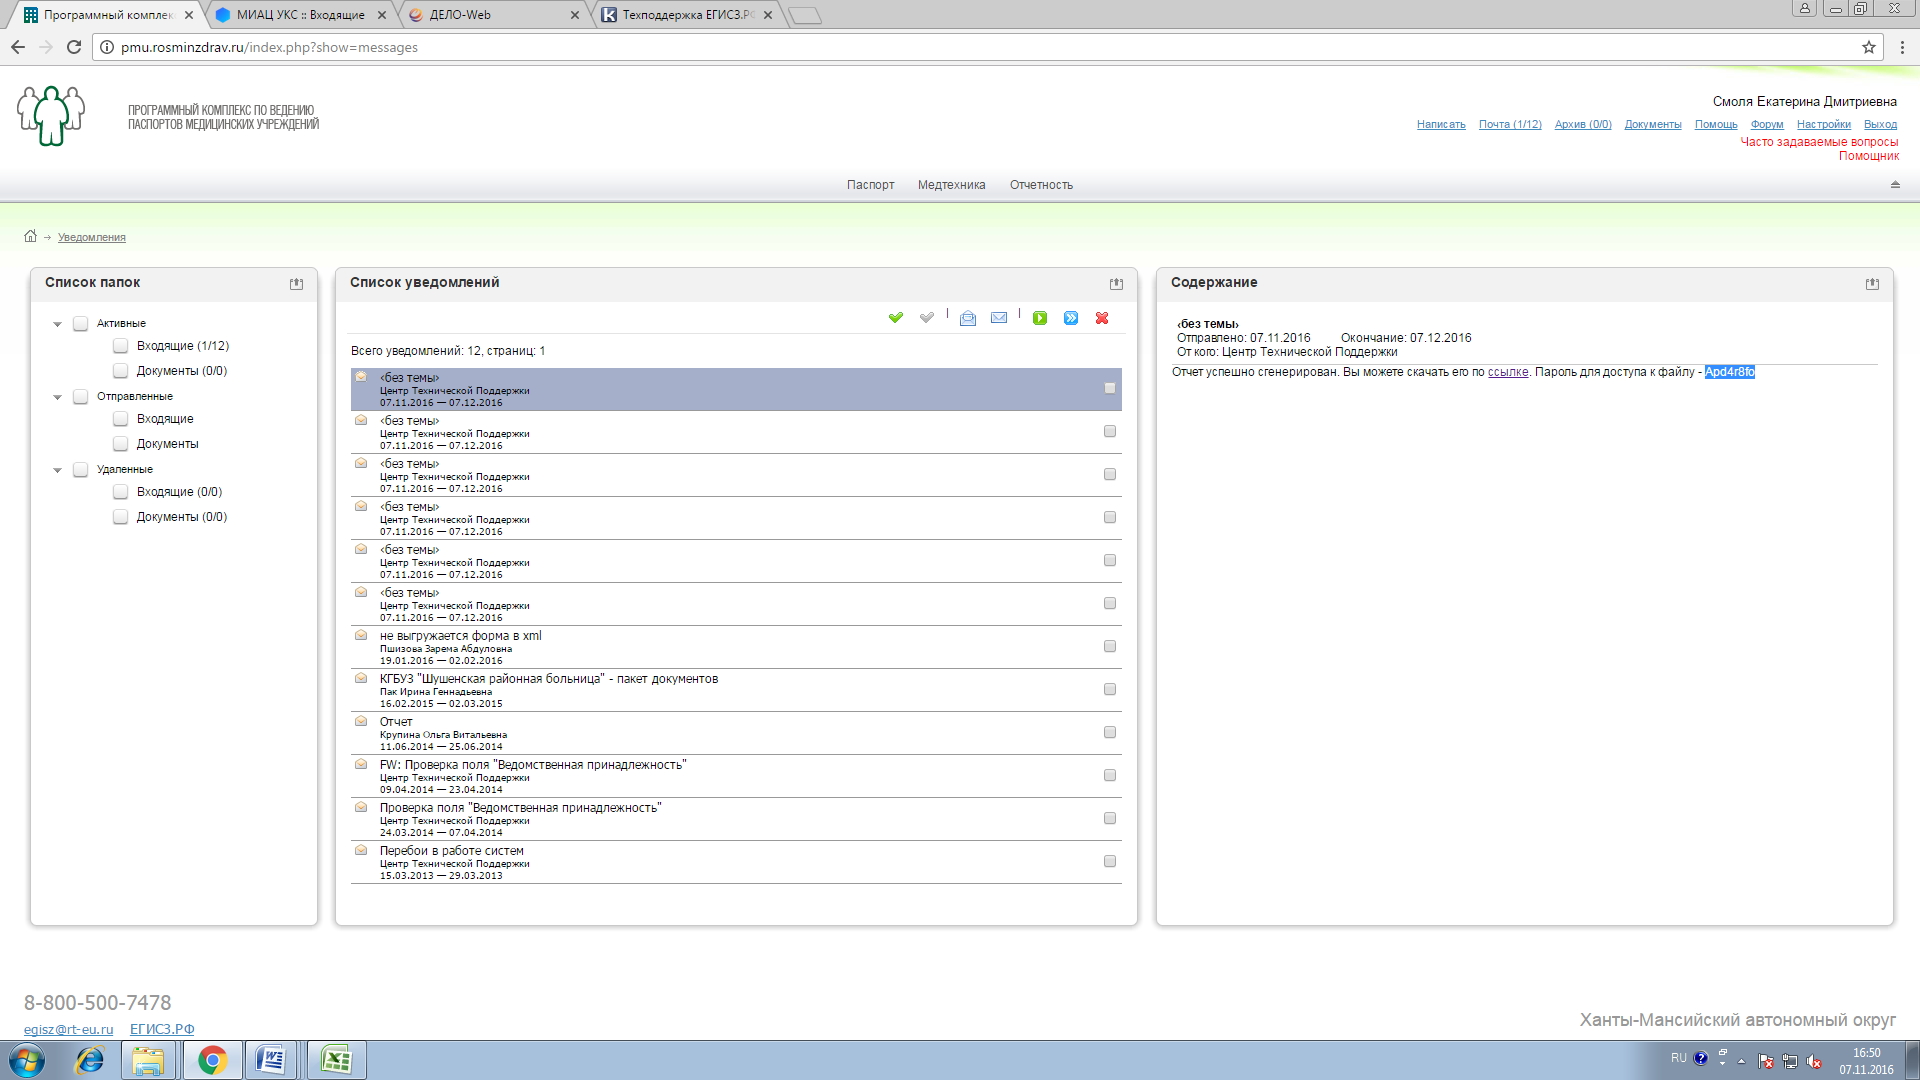 Программный комплек
МИАЦ УКС :: Входящие
ДЕЛО-Web
Техподдержка ЕГИСЗ.РФ
pmu.rosminzdrav.ru/index.php?show=messages
ПРОГРАММНЫЙ КОМПЛЕКС ПО ВЕДЕНИЮ
ПАСПОРТОВ МЕДИЦИНСКИХ УЧРЕЖДЕНИЙ
Смоля Екатерина Дмитриевна
Написать Почта (1/12) Архив (0/0) Документы Помощь Форум Настройки Выход
Часто задаваемые вопросы
Помощник
Паспорт Медтехника Отчетность
Уведомления
Список папок
Активные
Входящие (1/12)
Документы (0/0)
Отправленные
Входящие
Документы
Удаленные
Входящие (0/0)
Документы (0/0)
Список уведомлений
Всего уведомлений: 12, страниц: 1
‹без темы›
Центр Технической Поддержки
07.11.2016 — 07.12.2016
‹без темы›
Центр Технической Поддержки
07.11.2016 — 07.12.2016
‹без темы›
Центр Технической Поддержки
07.11.2016 — 07.12.2016
‹без темы›
Центр Технической Поддержки
07.11.2016 — 07.12.2016
‹без темы›
Центр Технической Поддержки
07.11.2016 — 07.12.2016
‹без темы›
Центр Технической Поддержки
07.11.2016 — 07.12.2016
не выгружается форма в xml
Пшизова Зарема Абдуловна
19.01.2016 — 02.02.2016
КГБУЗ "Шушенская районная больница" - пакет документов
Пак Ирина Геннадьевна
16.02.2015 — 02.03.2015
Отчет
Крупина Ольга Витальевна
11.06.2014 — 25.06.2014
FW: Проверка поля "Ведомственная принадлежность"
Центр Технической Поддержки
09.04.2014 — 23.04.2014
Проверка поля "Ведомственная принадлежность"
Центр Технической Поддержки
24.03.2014 — 07.04.2014
Перебои в работе систем
Центр Технической Поддержки
15.03.2013 — 29.03.2013
Содержание
‹без темы›
Отправлено: 07.11.2016 Окончание: 07.12.2016
От кого: Центр Технической Поддержки
Отчет успешно сгенерирован. Вы можете скачать его по ссылке. Пароль для доступа к файлу - Apd4r8fo
8-800-500-7478
egisz@rt-eu.ru ЕГИСЗ.РФ
Ханты-Мансийский автономный округ
RU
16:50
07.11.2016